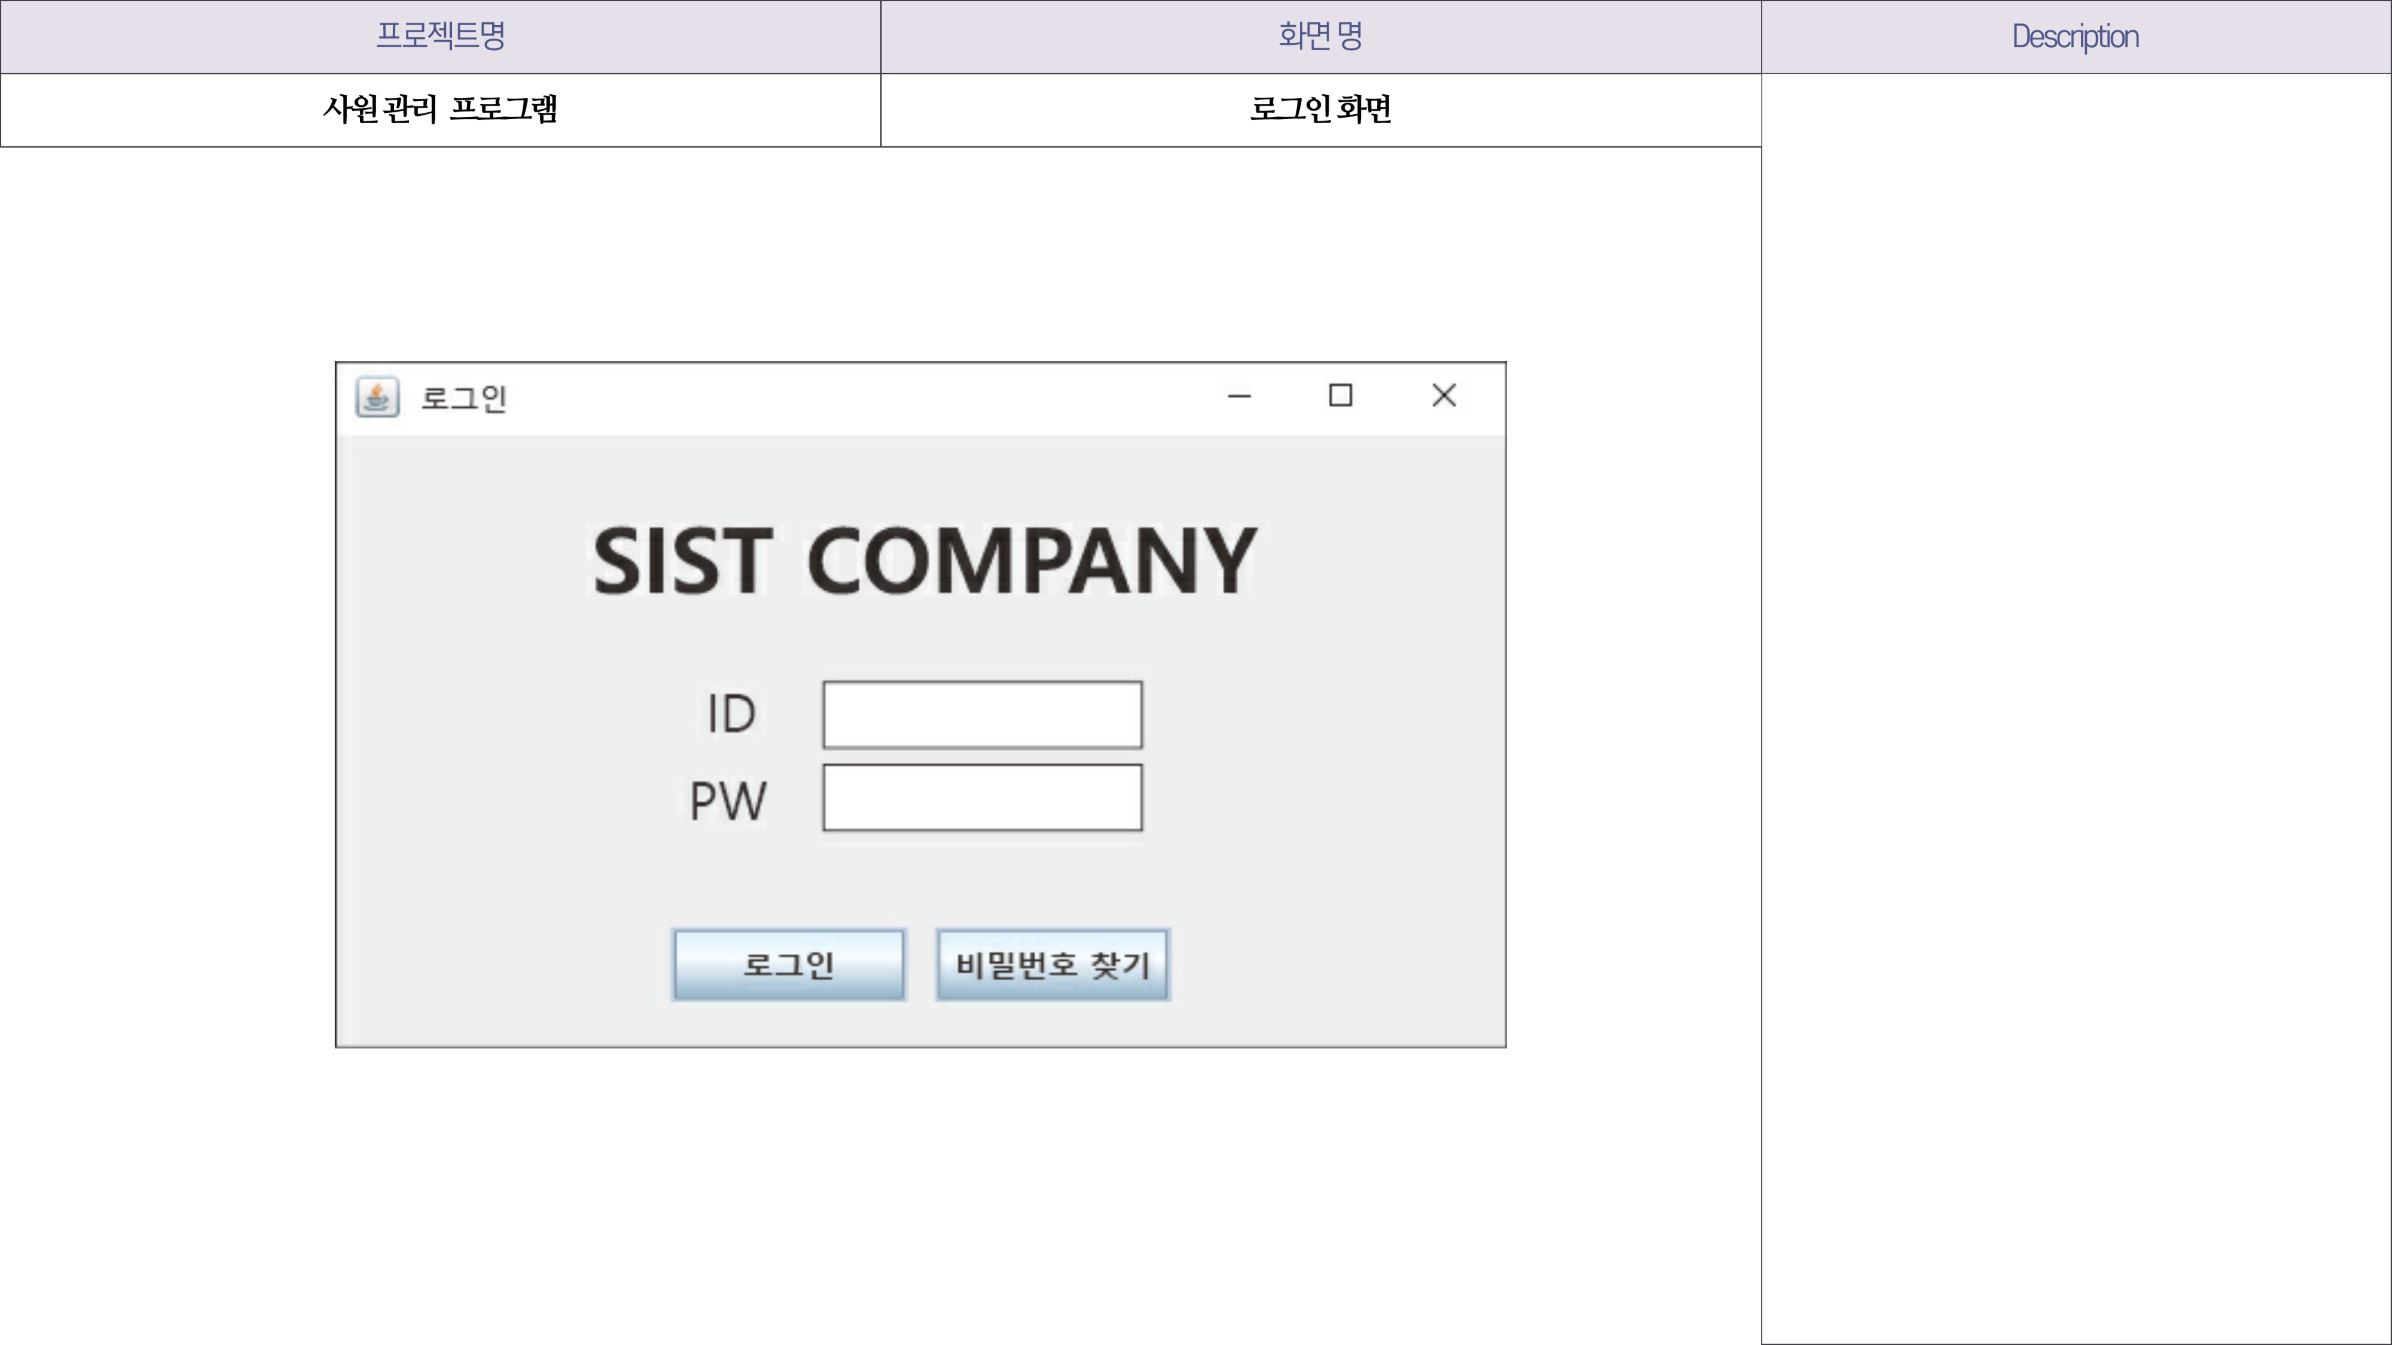 프로젝트명 화면 명 Description
사원 관리 프로그램 로그인 화면
로그인
SIST COMPANY
ID
PW
로그인 비밀번호 찾기